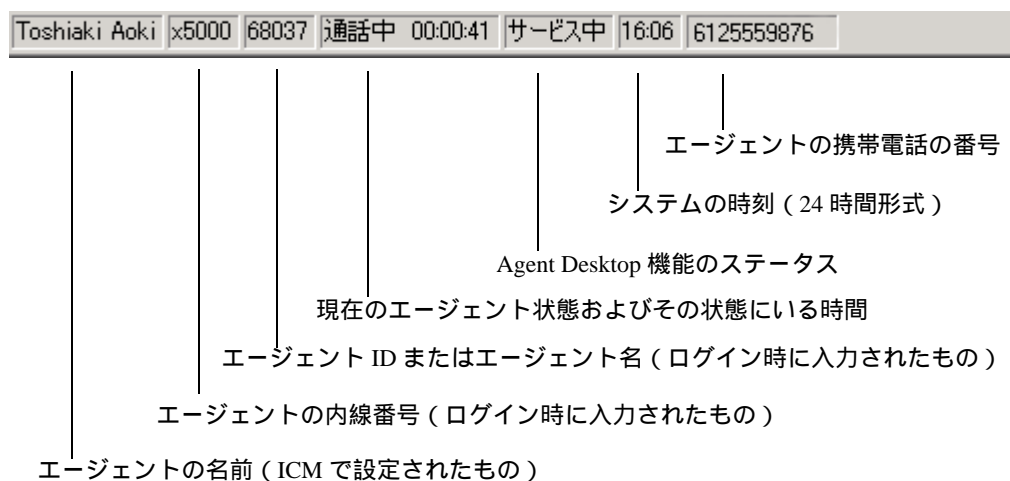 Toshiaki Aoki x5000 68037 通話中 00:00:41 サービス中 16:06 6125559876
エージェントの携帯電話の番号
システムの時刻 ( 24 時間形式 )
Agent Desktop 機能のステータス
現在のエージェント状態およびその状態にいる時間
エージェント ID またはエージェント名 ( ログイン時に入力されたもの )
エージェントの内線番号 ( ログイン時に入力されたもの )
エージェントの名前 ( ICM で設定されたもの )